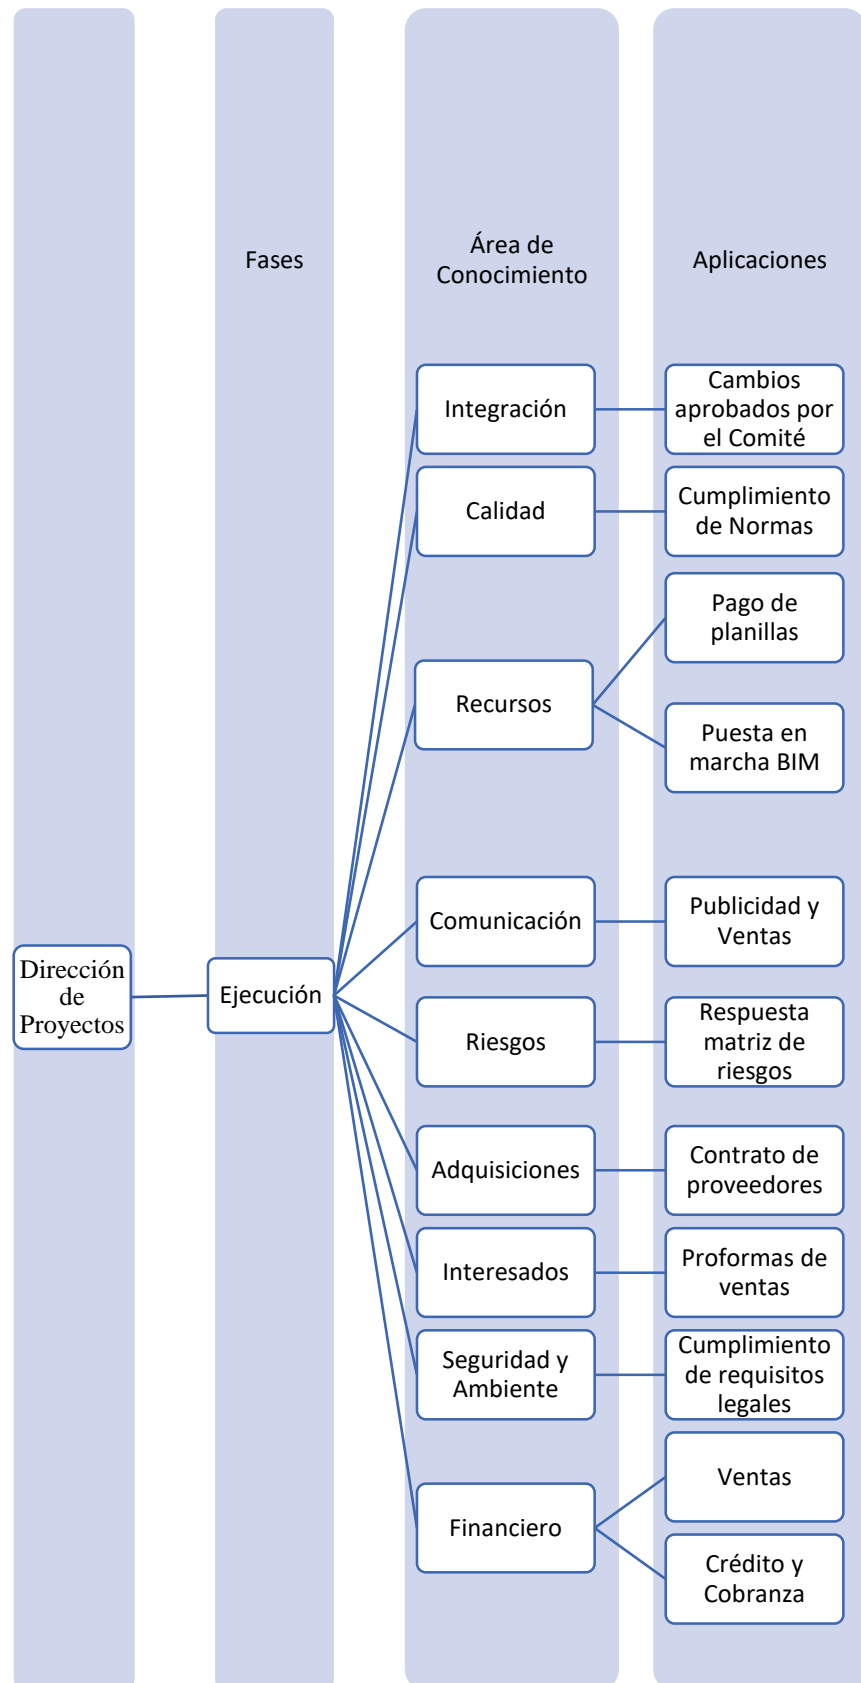 Fases
Área de
Conocimiento
Aplicaciones
Dirección
de
Proyectos
Ejecución
Integración
Cambios
aprobados por
el Comité
Calidad
Cumplimiento
de Normas
Recursos
Pago de
planillas
Puesta en
marcha BIM
Comunicación
Publicidad y
Ventas
Riesgos
Respuesta
matriz de
riesgos
Adquisiciones
Contrato de
proveedores
Interesados
Proformas de
ventas
Seguridad y
Ambiente
Cumplimiento
de requisitos
legales
Financiero
Ventas
Crédito y
Cobranza